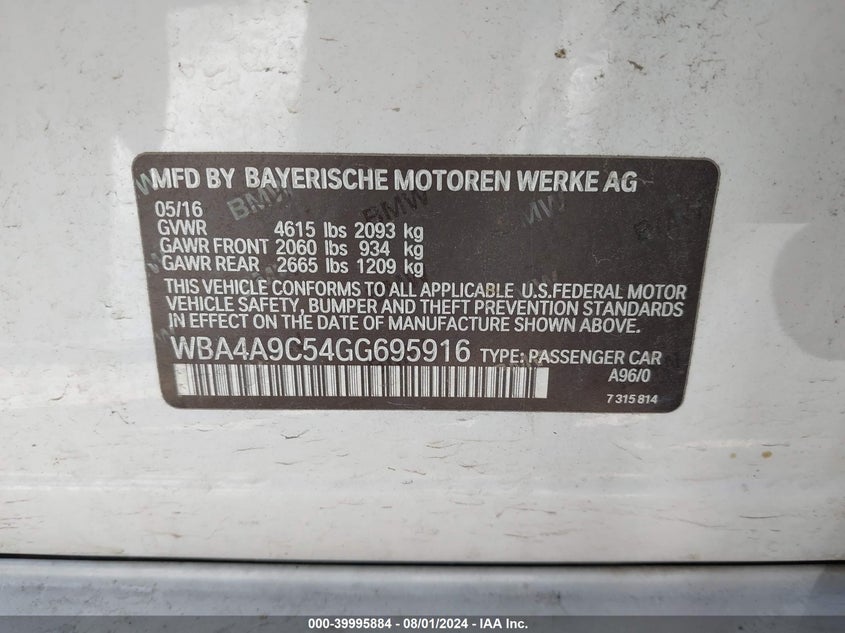 MFD BY BAYERISCHE MOTOREN WERKE AG
05/16
GVWR 4615 lbs 2093 kg
GAWR FRONT 2060 lbs 934 kg
GAWR REAR 2665 lbs 1209 kg
THIS VEHICLE CONFORMS TO ALL APPLICABLE U.S.FEDERAL MOTOR
VEHICLE SAFETY, BUMPER AND THEFT PREVENTION STANDARDS
IN EFFECT ON THE DATE OF MANUFACTURE SHOWN ABOVE.
WBA4A9C54GG695916 TYPE: PASSENGER CAR
A96/0
7 315 814
BMW
BMW
BMW
000-39995884 - 08/01/2024 - IAA Inc.